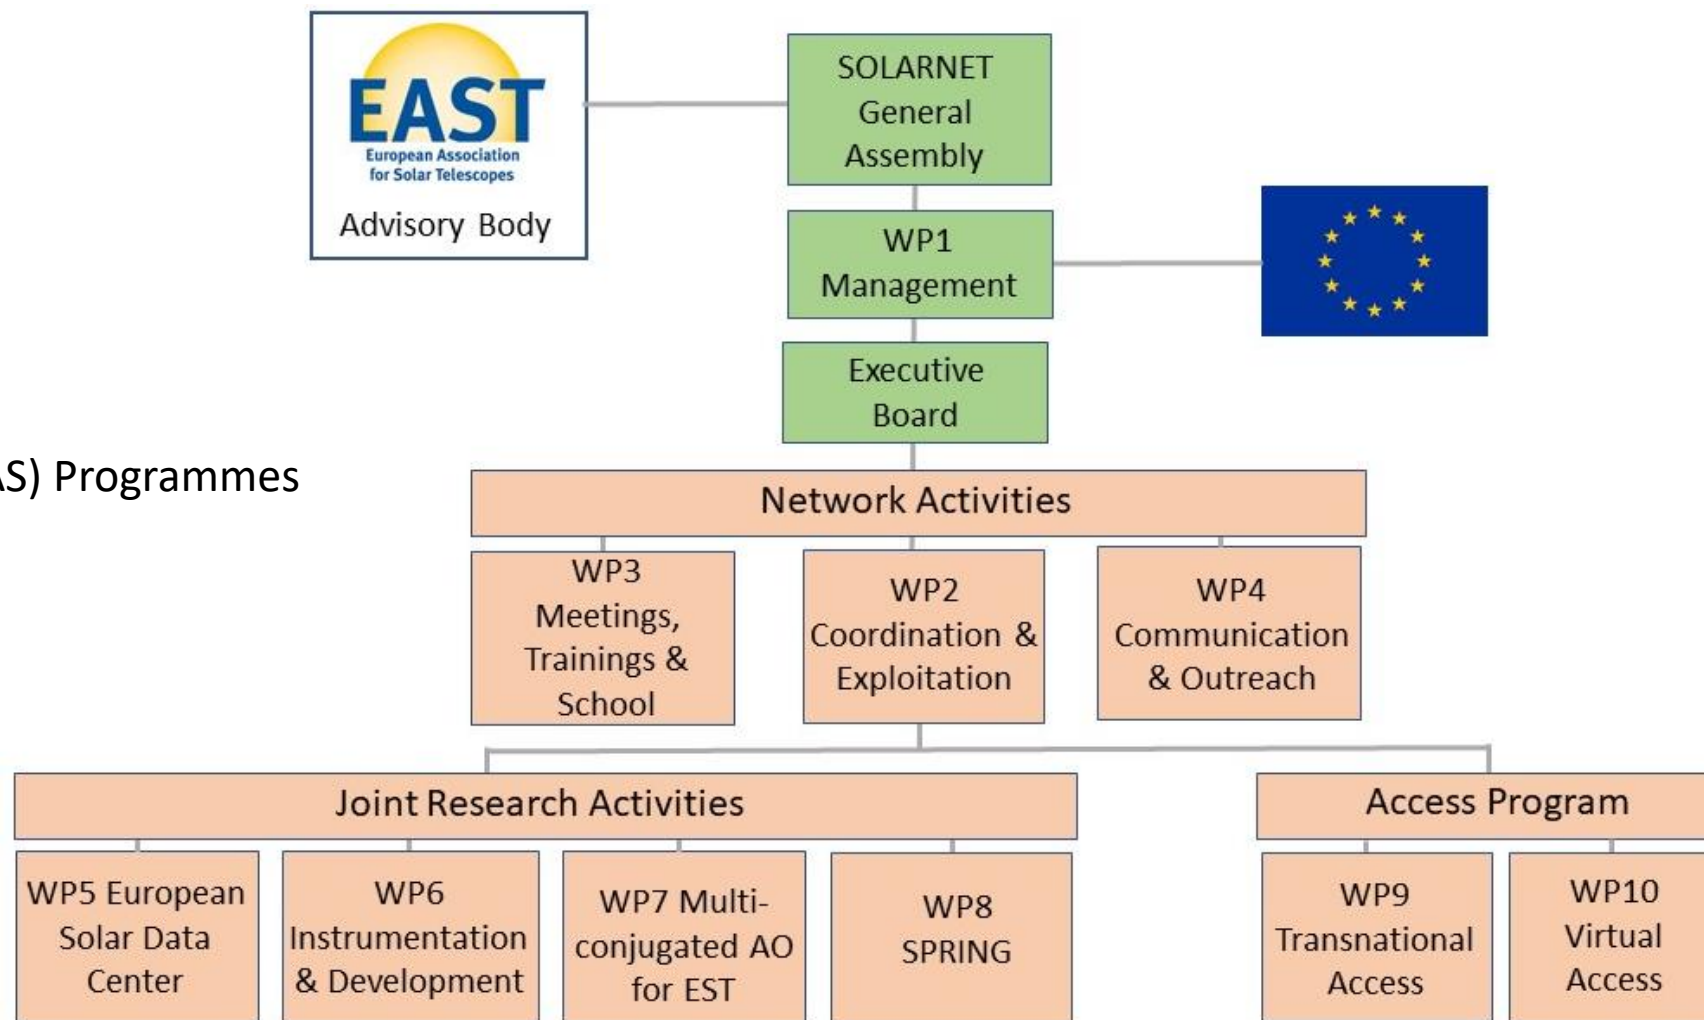 EAST
European Association
for Solar Telescopes
Advisory Body
SOLARNET
General
Assembly
WP1
Management
Executive
Board
AS) Programmes
Network Activities
WP3
Meetings,
Trainings &
School
WP2
Coordination &
Exploitation
WP4
Communication
& Outreach
Joint Research Activities
Access Program
WP5 European
Solar Data
Center
WP6
Instrumentation
& Development
WP7 Multi-
conjugated AO
for EST
WP8
SPRING
WP9
Transnational
Access
WP10
Virtual
Access